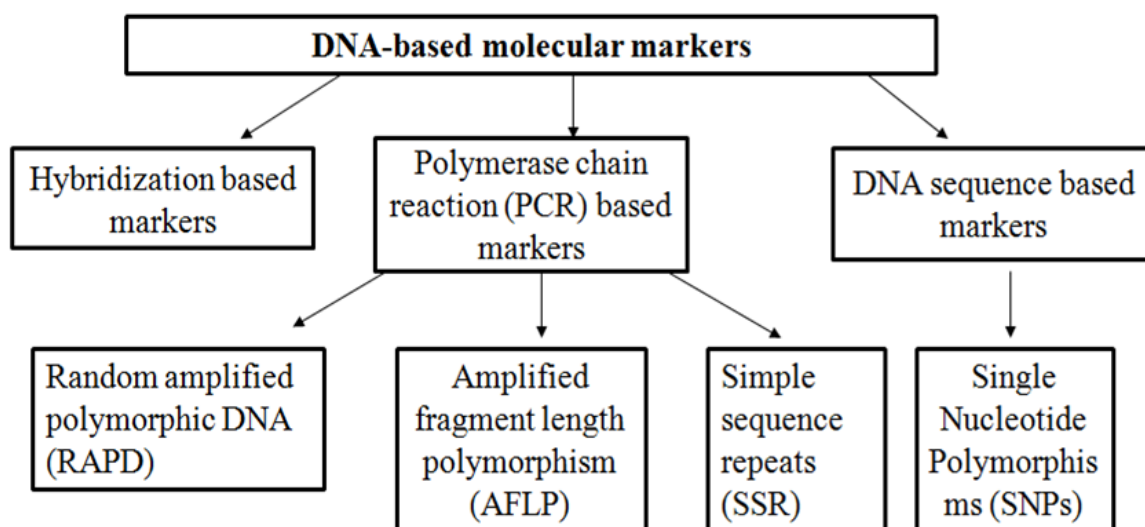 DNA-based molecular markers
Hybridization based
markers
Polymerase chain
reaction (PCR) based
markers
DNA sequence based
markers
Random amplified
polymorphic DNA
(RAPD)
Amplified
fragment length
polymorphism
(AFLP)
Simple
sequence
repeats
(SSR)
Single
Nucleotide
Polymorphis
ms (SNPs)